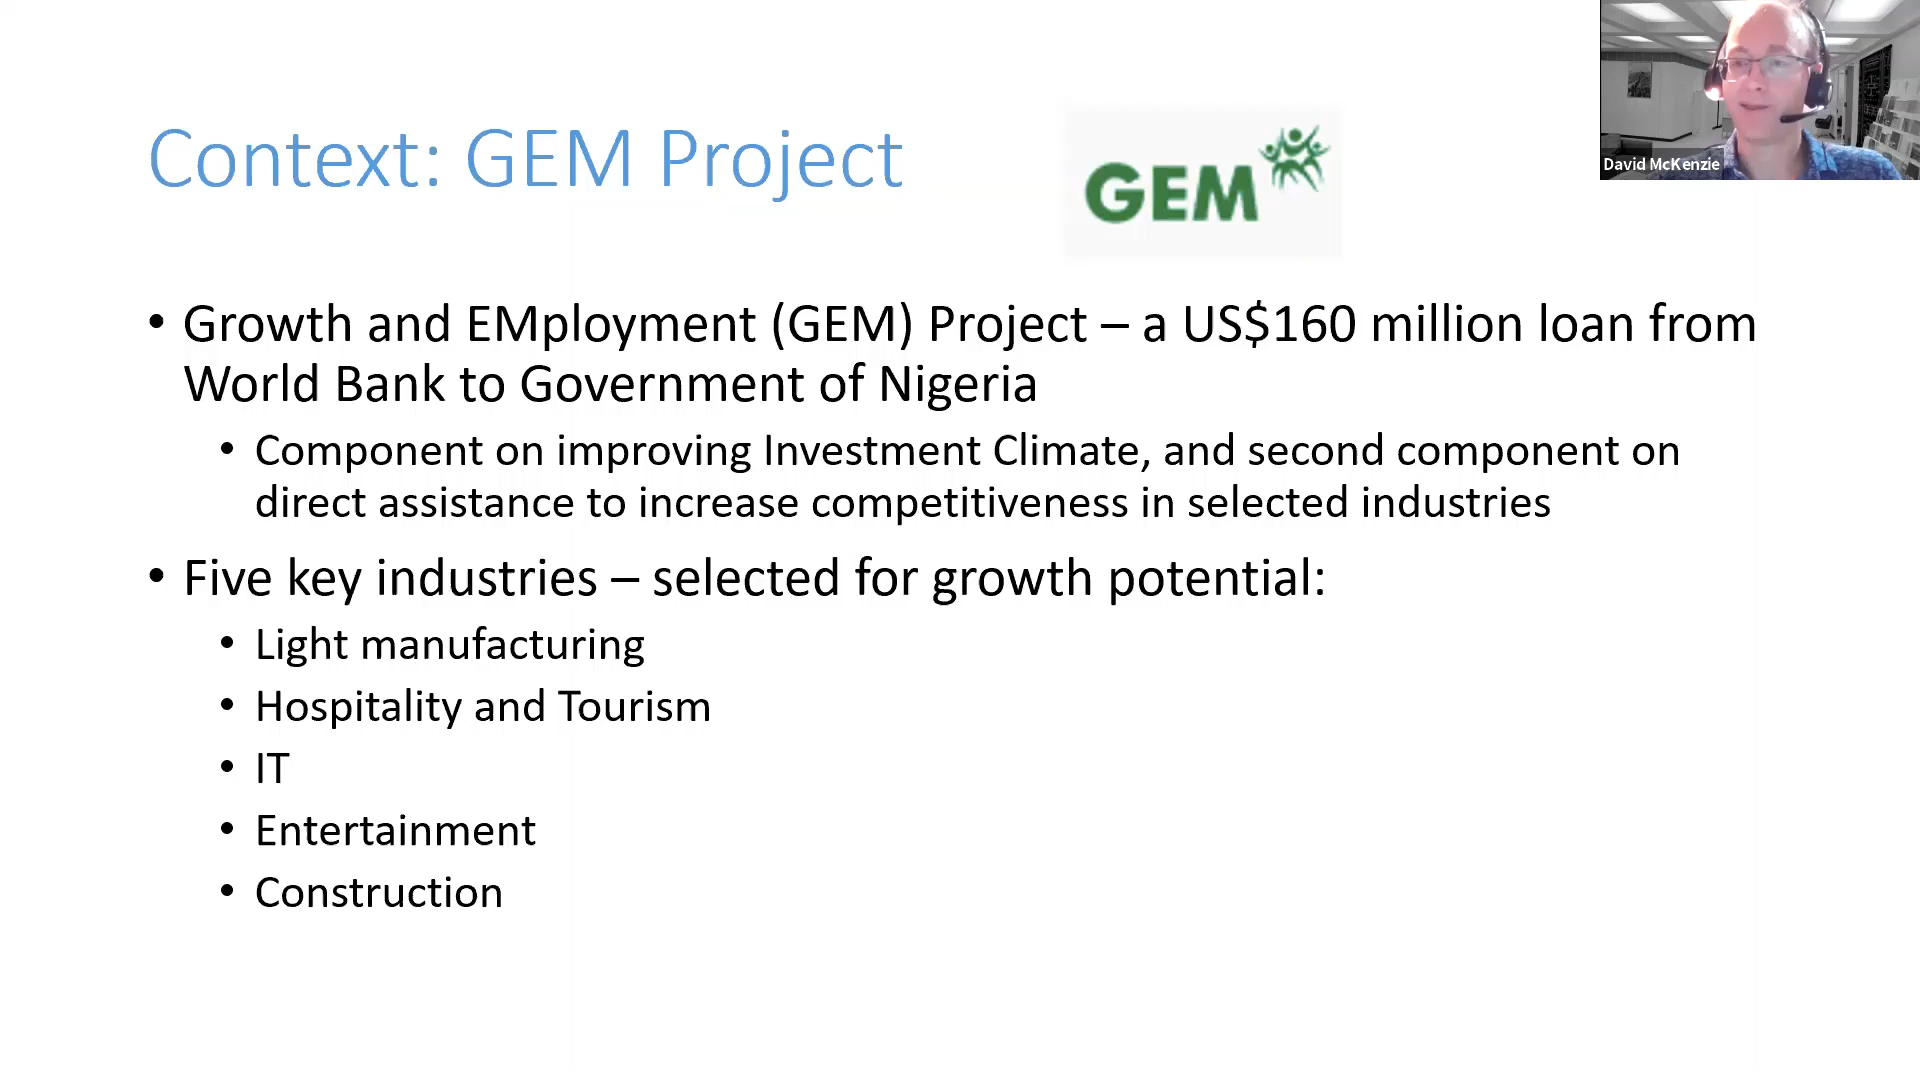 Context: GEM Project
GEM
David McKenzie
• Growth and EMployment (GEM) Project – a US$160 million loan from
World Bank to Government of Nigeria
• Component on improving Investment Climate, and second component on
direct assistance to increase competitiveness in selected industries
• Five key industries – selected for growth potential:
• Light manufacturing
• Hospitality and Tourism
• IT
• Entertainment
• Construction